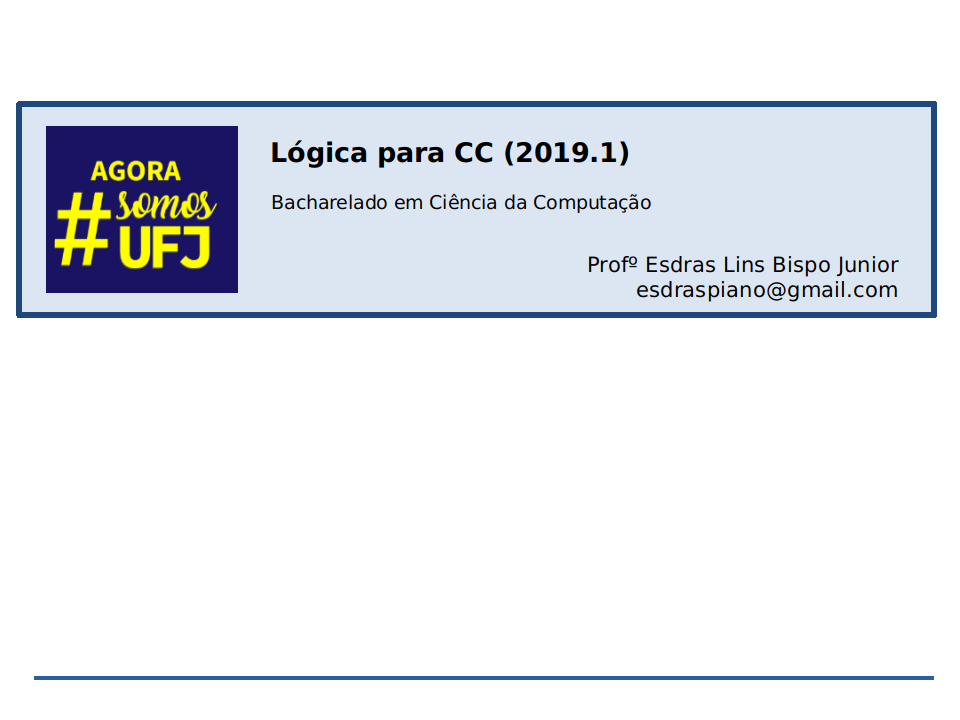 AGORA
#somos
UFJ
Lógica para CC (2019.1)
Bacharelado em Ciência da Computação
Profº Esdras Lins Bispo Junior
esdraspiano@gmail.com